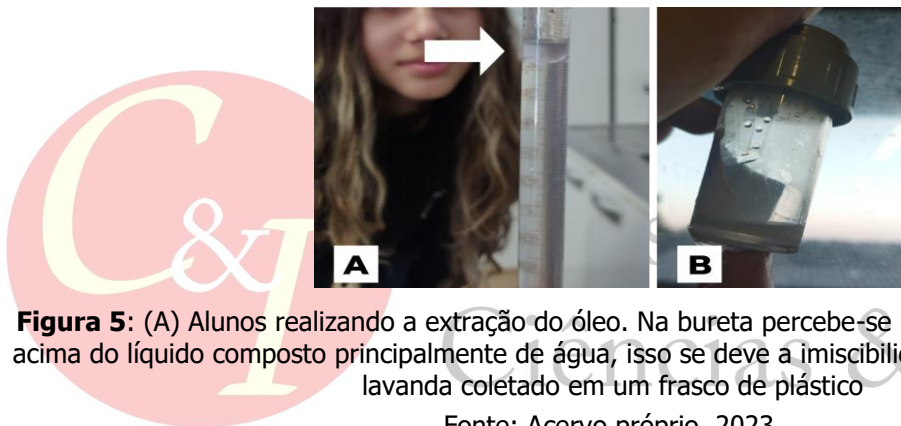 A
B
C
&
I
Figura 5: (A) Alunos realizando a extração do óleo. Na bureta percebe-se
acima do líquido composto principalmente de água, isso se deve a imiscibili
lavanda coletado em um frasco de plástico
Ciências &
Fonte: Acervo próprio, 2023